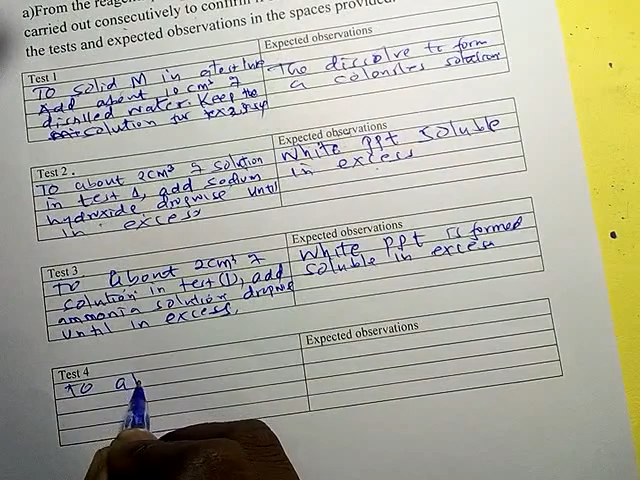 a)From the reagen
carried out consecutively to confirm
the tests and expected observations in the spaces provided.
Test 1
Expected observations
To solid M in a test tube
Add about 10 cm³ of
distilled water. Keep the
solution for
The dissolve to form
a colourless solution
Test 2.
Expected observations
To about 2cm³ of solution
in test 1, add sodium
hydroxide dropwise until
in excess
White ppt soluble
in excess
Test 3
Expected observations
To about 2cm³ of
solution in test (1), add
ammonia solution dropwise
until in excess.
White ppt is formed
soluble in excess
Test 4
Expected observations
To ab